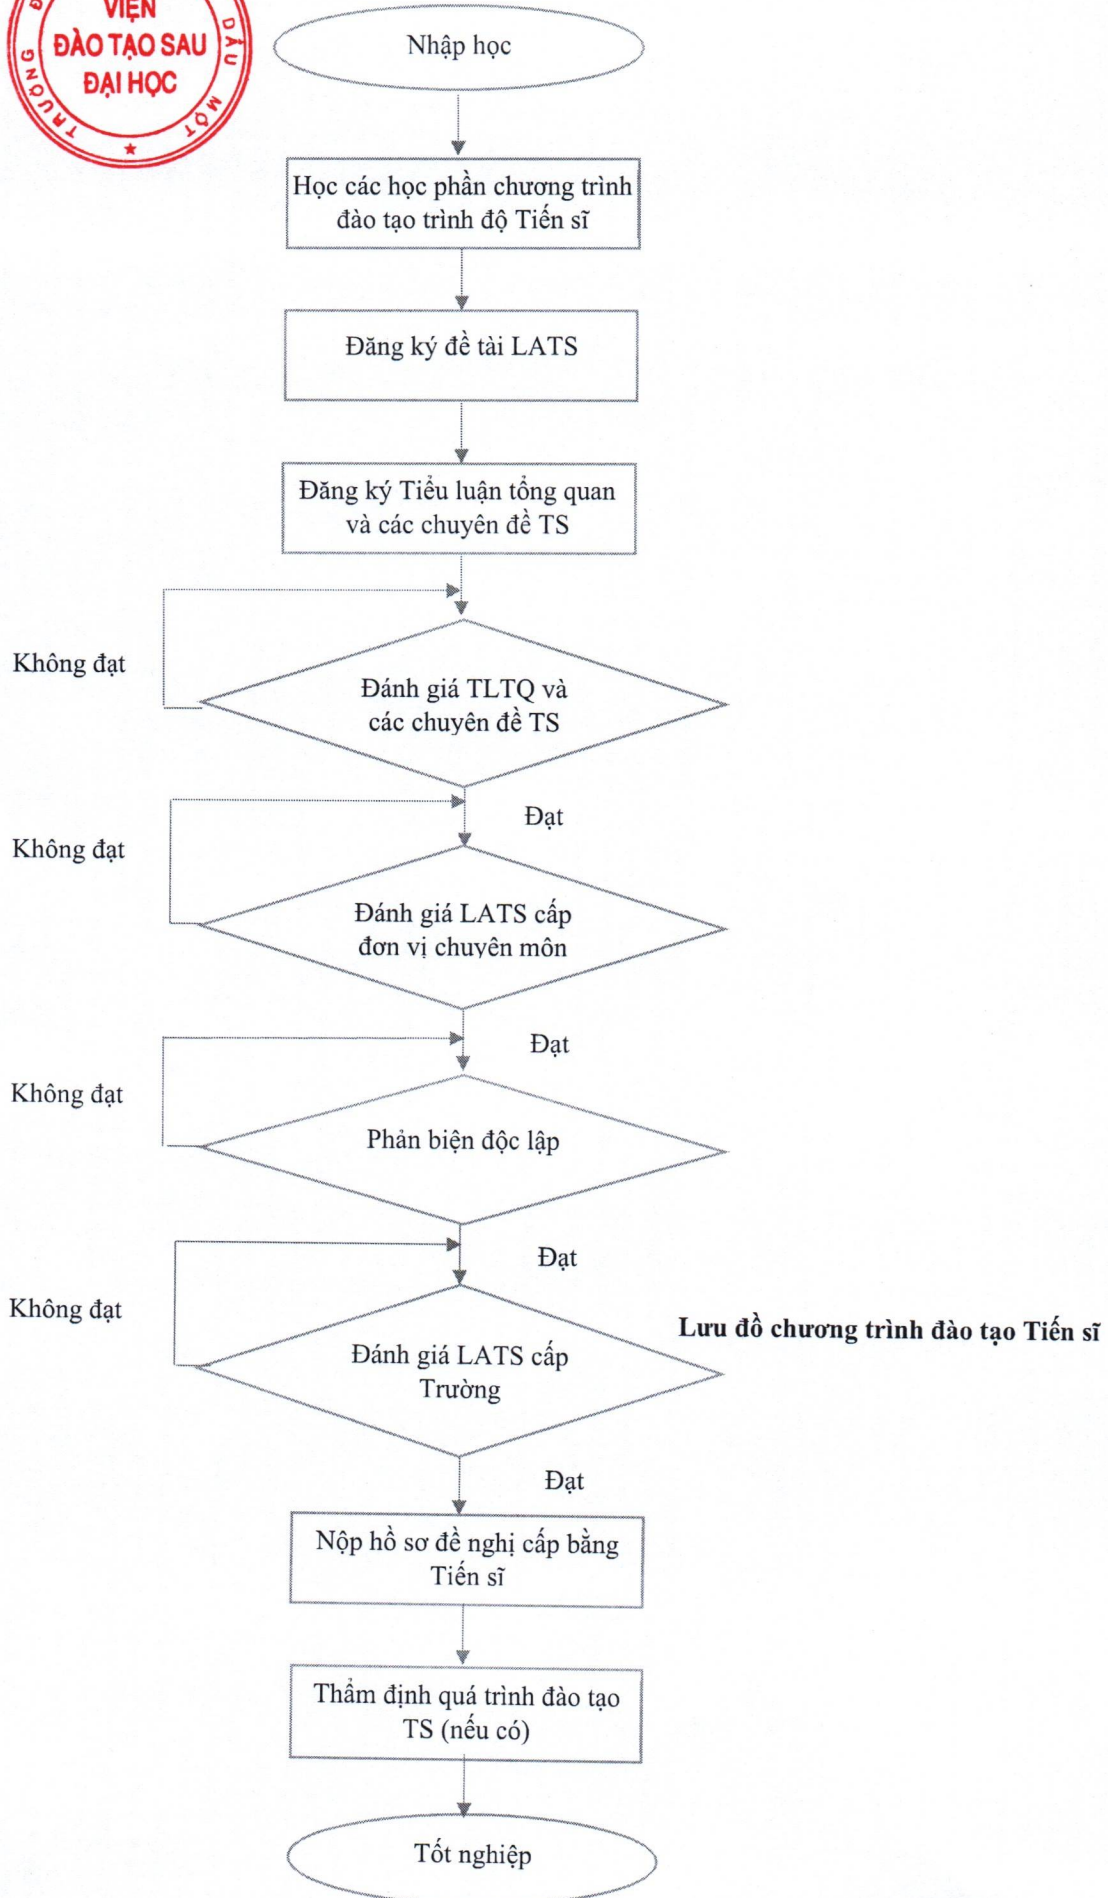 VIỆN
ĐÀO TẠO SAU
ĐẠI HỌC
TRƯỜNG
DẦU MỘT
Nhập học
Học các học phần chương trình
đào tạo trình độ Tiến sĩ
Đăng ký đề tài LATS
Đăng ký Tiểu luận tổng quan
và các chuyên đề TS
Không đạt
Đánh giá TLTQ và
các chuyên đề TS
Đạt
Không đạt
Đánh giá LATS cấp
đơn vị chuyên môn
Đạt
Không đạt
Phản biện độc lập
Đạt
Không đạt
Lưu đồ chương trình đào tạo Tiến sĩ
Đánh giá LATS cấp
Trường
Đạt
Nộp hồ sơ đề nghị cấp bằng
Tiến sĩ
Thẩm định quá trình đào tạo
TS (nếu có)
Tốt nghiệp